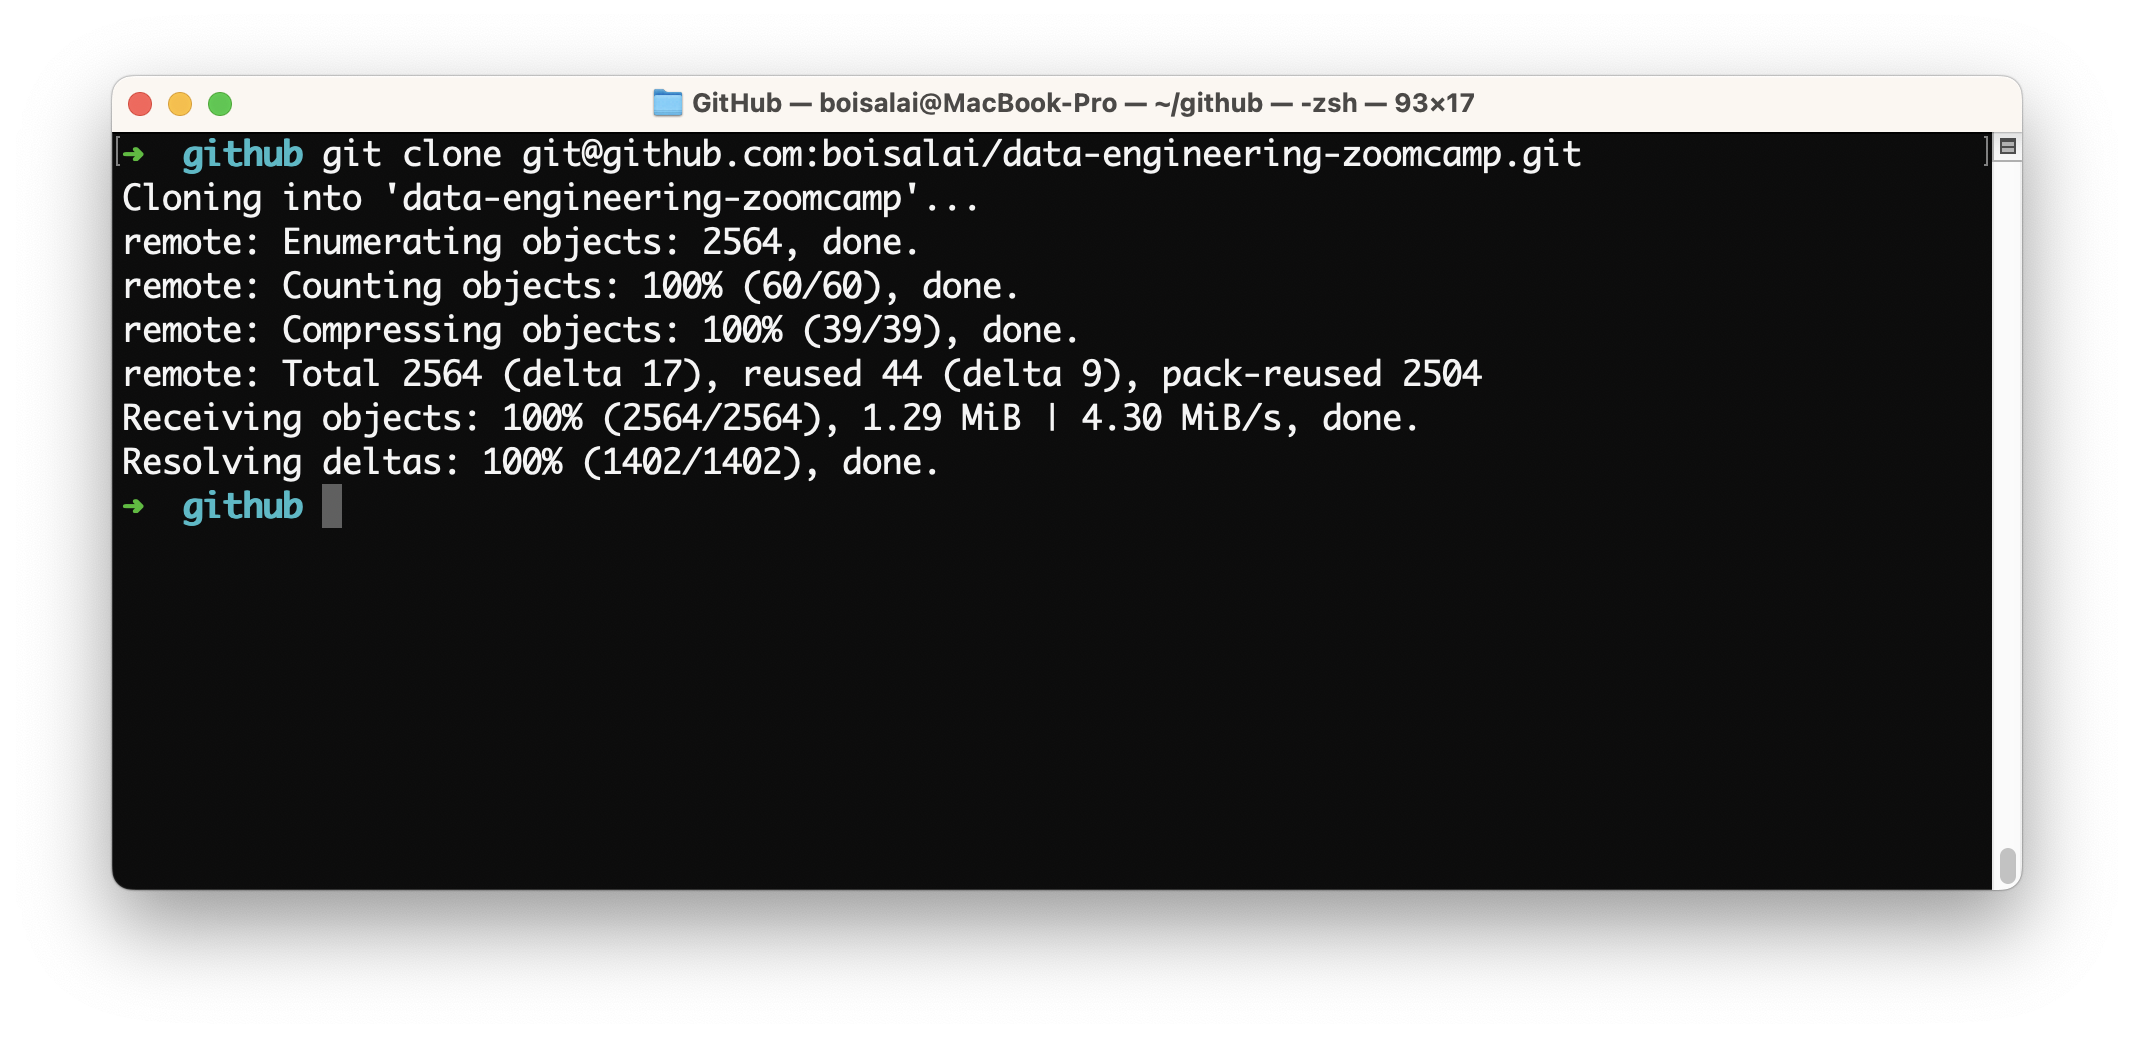 GitHub — boisalai@MacBook-Pro — ~/github — -zsh — 93×17
➜  github git clone git@github.com:boisalai/data-engineering-zoomcamp.git
Cloning into 'data-engineering-zoomcamp'...
remote: Enumerating objects: 2564, done.
remote: Counting objects: 100% (60/60), done.
remote: Compressing objects: 100% (39/39), done.
remote: Total 2564 (delta 17), reused 44 (delta 9), pack-reused 2504
Receiving objects: 100% (2564/2564), 1.29 MiB | 4.30 MiB/s, done.
Resolving deltas: 100% (1402/1402), done.
➜  github